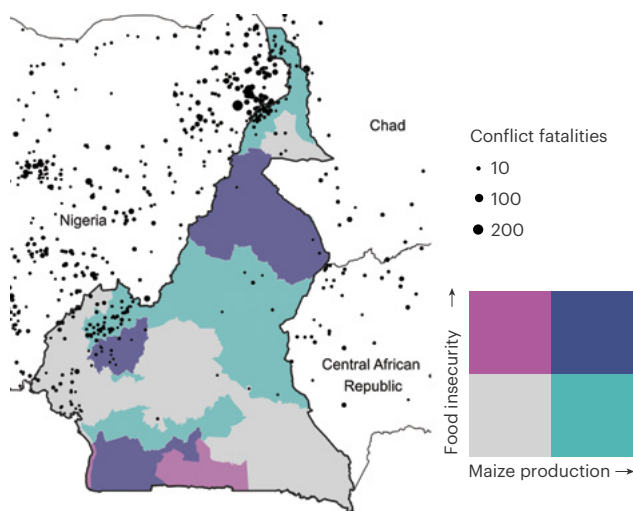 Chad
Nigeria
Central African
Republic
Conflict fatalities
10
100
200
Food insecurity →
Maize production →